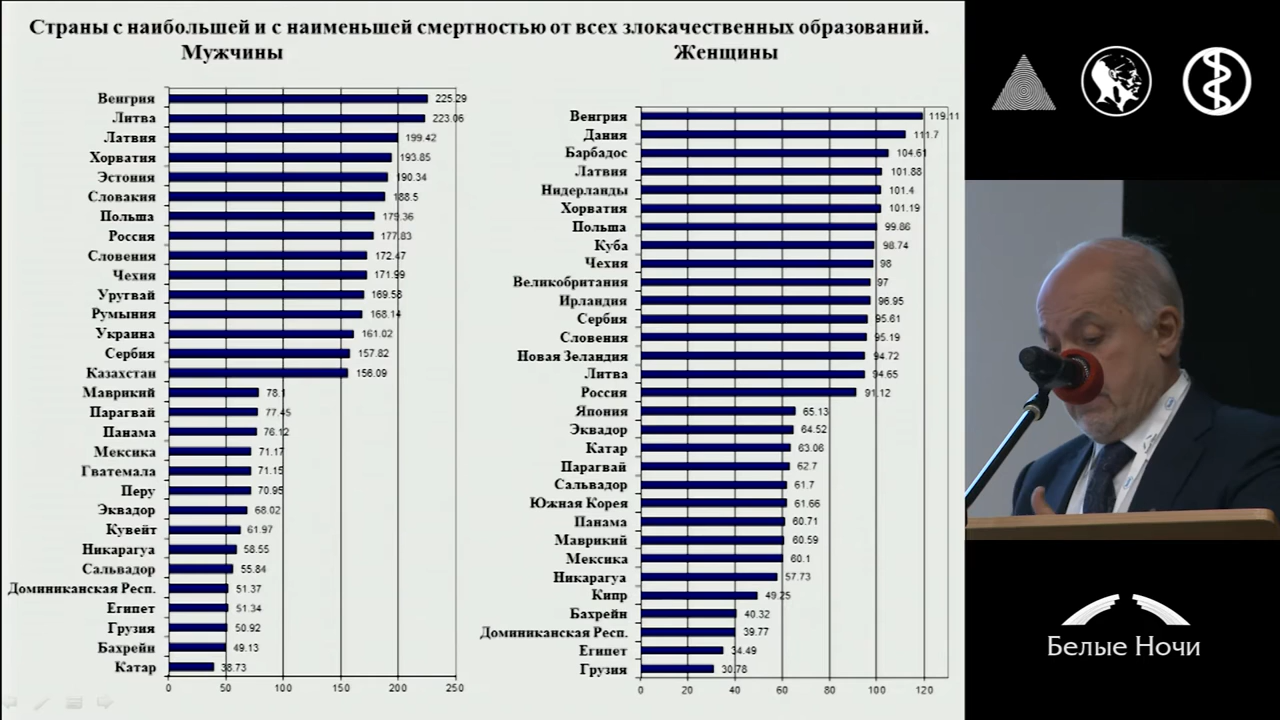 Страны с наибольшей и с наименьшей смертностью от всех злокачественных образований.
Мужчины
Венгрия 225.29
Литва 223.06
Латвия 199.42
Хорватия 193.85
Эстония 190.34
Словакия 188.5
Польша 179.36
Россия 177.83
Словения 172.47
Чехия 171.99
Уругвай 169.58
Румыния 168.14
Украина 161.02
Сербия 157.82
Казахстан 156.09
Маврикий 78.1
Парагвай 77.45
Панама 76.12
Мексика 71.17
Гватемала 71.15
Перу 70.95
Эквадор 68.02
Кувейт 61.97
Никарагуа 58.55
Сальвадор 55.84
Доминиканская Респ. 51.37
Египет 51.34
Грузия 50.92
Бахрейн 49.13
Катар 38.73
0 50 100 150 200 250
Женщины
Венгрия 119.11
Дания 111.7
Барбадос 104.61
Латвия 101.88
Нидерланды 101.4
Хорватия 101.19
Польша 99.86
Куба 98.74
Чехия 98
Великобритания 97
Ирландия 96.95
Сербия 95.61
Словения 95.19
Новая Зеландия 94.72
Литва 94.65
Россия 91.12
Япония 65.13
Эквадор 64.52
Катар 63.06
Парагвай 62.7
Сальвадор 61.7
Южная Корея 61.66
Панама 60.71
Маврикий 60.59
Мексика 60.1
Никарагуа 57.73
Кипр 49.25
Бахрейн 40.32
Доминиканская Респ. 39.77
Египет 34.49
Грузия 30.78
0 20 40 60 80 100 120
Белые Ночи